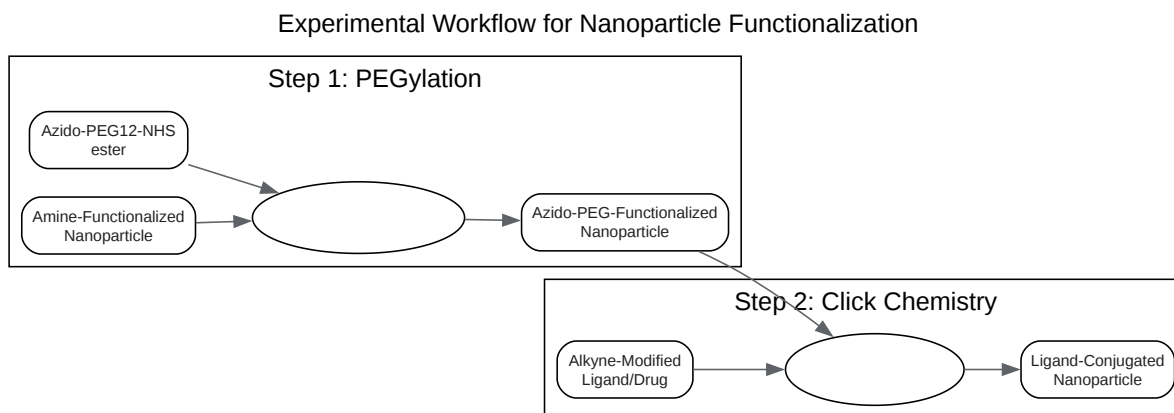 Experimental Workflow for Nanoparticle Functionalization
Step 1: PEGylation
Azido-PEG12-NHS
ester
Amine-Functionalized
Nanoparticle
Azido-PEG-Functionalized
Nanoparticle
Step 2: Click Chemistry
Alkyne-Modified
Ligand/Drug
Ligand-Conjugated
Nanoparticle